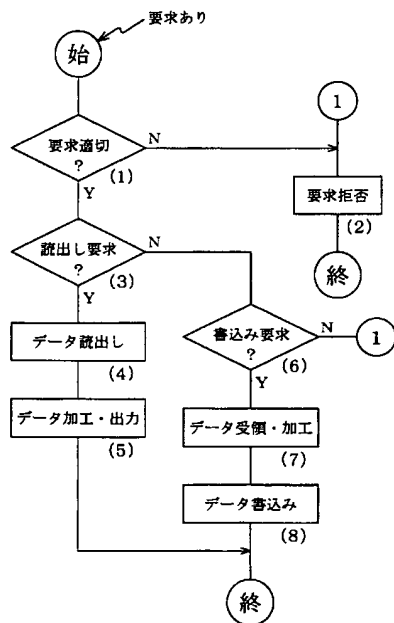 要求あり
始
1
要求適切
?
N
(1)
Y
要求拒否
(2)
終
読出し要求
?
N
(3)
Y
データ読出し
(4)
書込み要求
?
N
1
(6)
Y
データ加工・出力
(5)
データ受領・加工
(7)
データ書込み
(8)
終